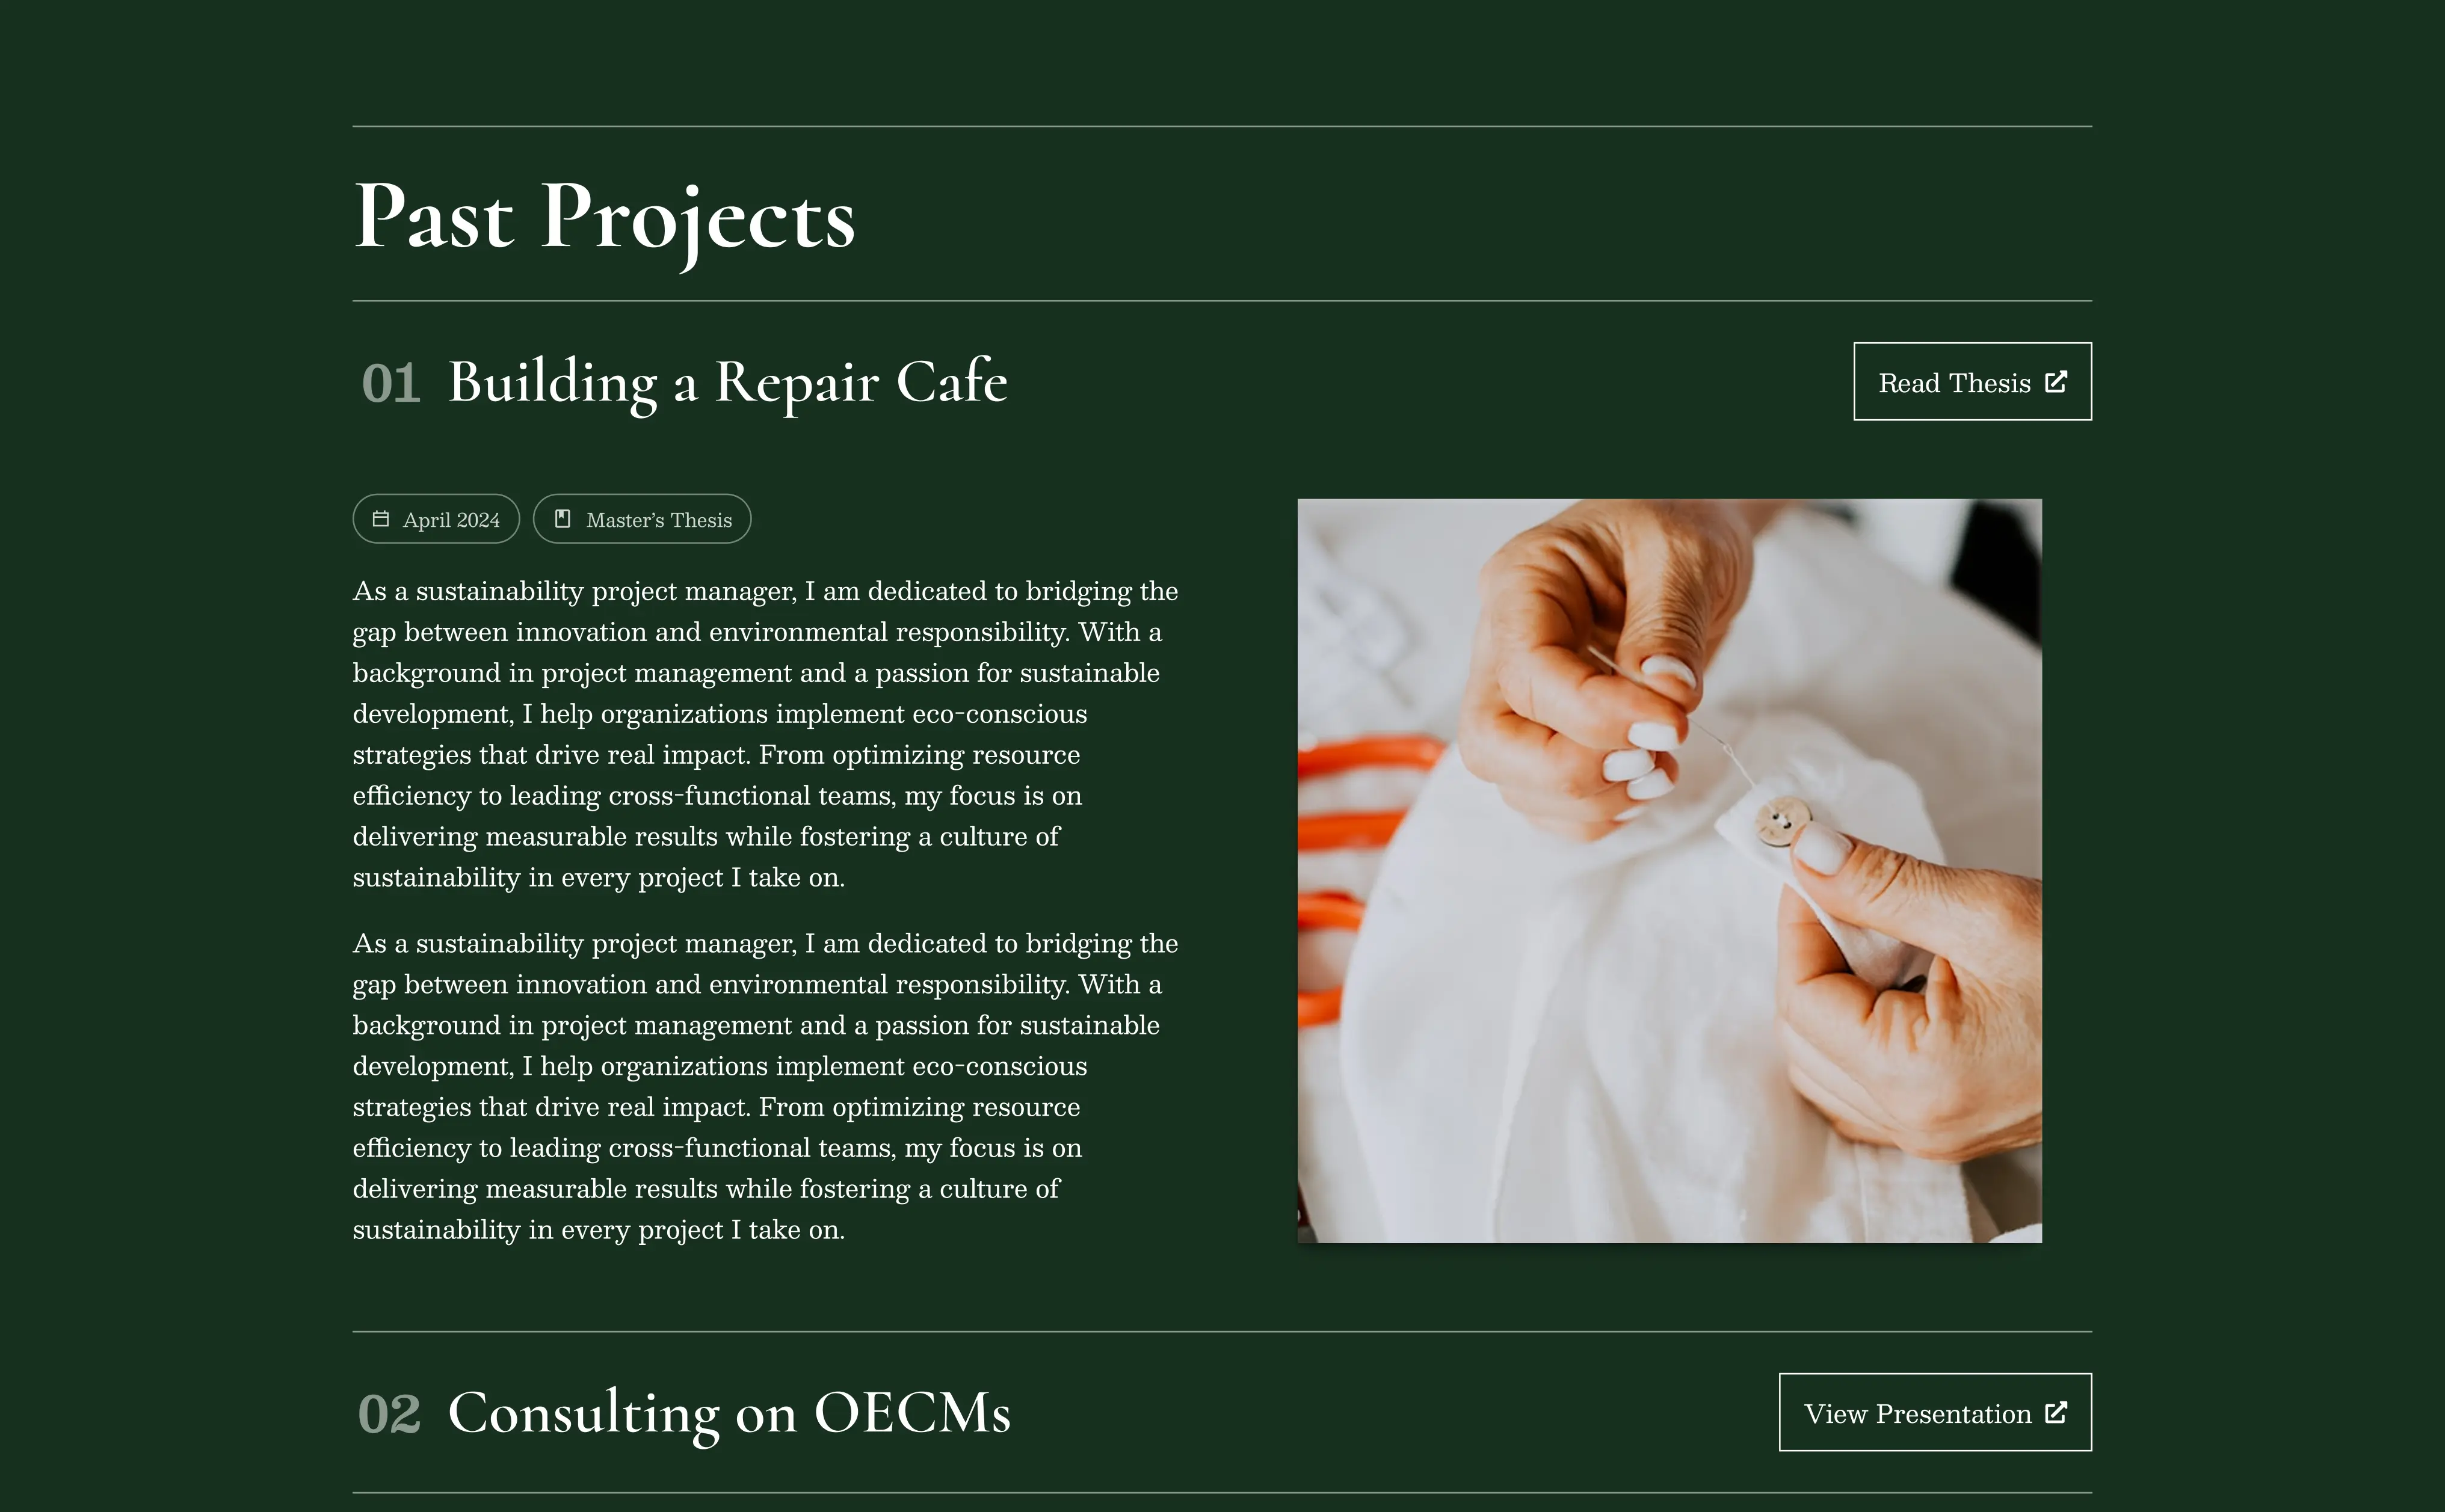 Past Projects
01 Building a Repair Cafe
Read Thesis
April 2024
Master's Thesis
As a sustainability project manager, I am dedicated to bridging the
gap between innovation and environmental responsibility. With a
background in project management and a passion for sustainable
development, I help organizations implement eco-conscious
strategies that drive real impact. From optimizing resource
efficiency to leading cross-functional teams, my focus is on
delivering measurable results while fostering a culture of
sustainability in every project I take on.
As a sustainability project manager, I am dedicated to bridging the
gap between innovation and environmental responsibility. With a
background in project management and a passion for sustainable
development, I help organizations implement eco-conscious
strategies that drive real impact. From optimizing resource
efficiency to leading cross-functional teams, my focus is on
delivering measurable results while fostering a culture of
sustainability in every project I take on.
02 Consulting on OECMs
View Presentation